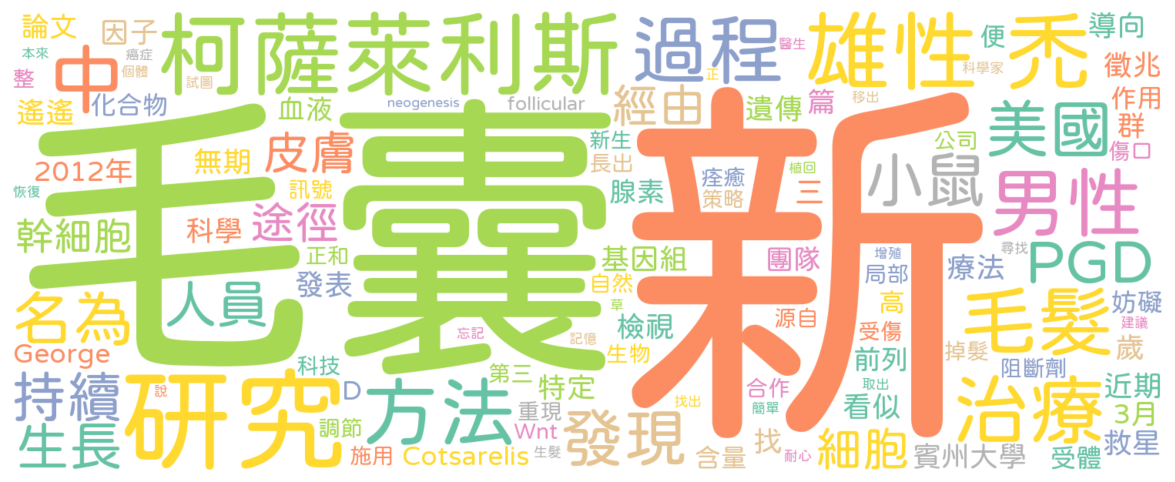 論文
因子
柯薩萊利斯
過程
雄性禿
便
導向
本來
癌症
個體
試圖
醫生
正
科學家
整
中
徵兆
遙遙
化合物
血液
neogenesis
follicular
經由
遺傳
篇
移出
作用
群
毛囊
新
2012年
無期
皮膚
新生
長出
植回
公司
美國
傷口
恢復
訊號
腺素
痊癒
策略
三
小鼠
男性
幹細胞
科學
途徑
正和
發表
基因組
團隊
增殖
尋找
局部
療法
PGD
人員
自然
草
名為
忘記
記憶
檢視
生物
源自
高
受傷
毛髮
妨礙
建議
歲
George
科技
第三
特定
合作
簡單
前列
掉髮
阻斷劑
取出
看似
近期
3月
持續
研究
說
D
方法
重現
找出
Wnt
生髮
發現
找
耐心
細胞
治療
救星
生長
調節
施用
Cotsarelis
含量
賓州大學
受體